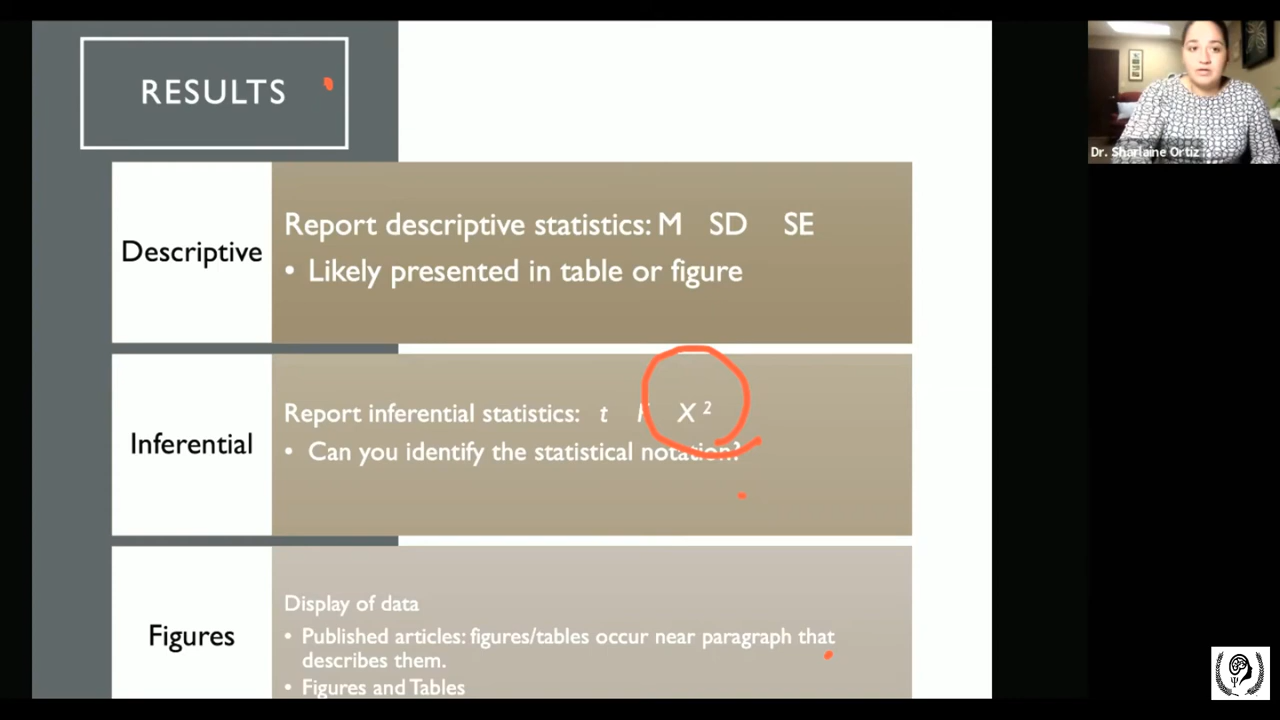 RESULTS
Dr. Sharlaine Ortiz
Descriptive
Report descriptive statistics: M SD SE
• Likely presented in table or figure
Inferential
Report inferential statistics: t F X ²
• Can you identify the statistical notation?
Figures
Display of data
• Published articles: figures/tables occur near paragraph that
describes them.
• Figures and Tables
Ψ